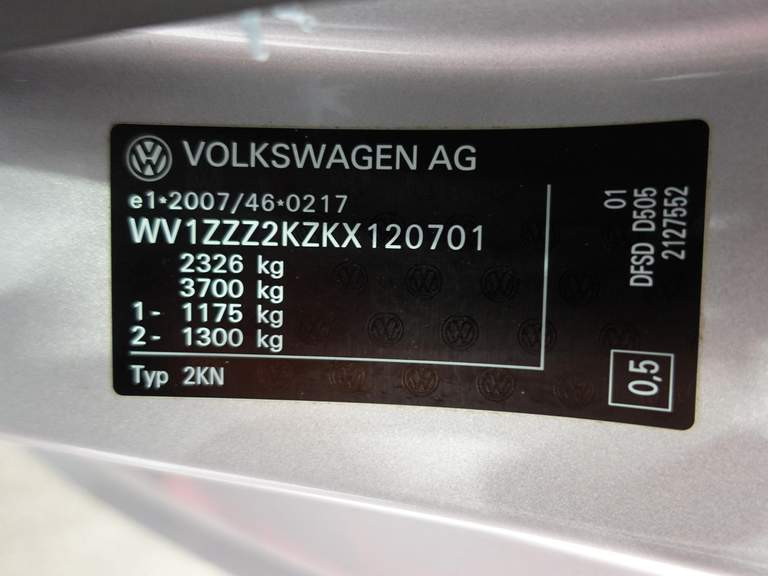 VOLKSWAGEN AG
e1*2007/46*0217
WV1ZZZ2KZKX120701
2326 kg
3700 kg
1- 1175 kg
2- 1300 kg
Typ 2KN
01
DFSD D505
2127552
0,5